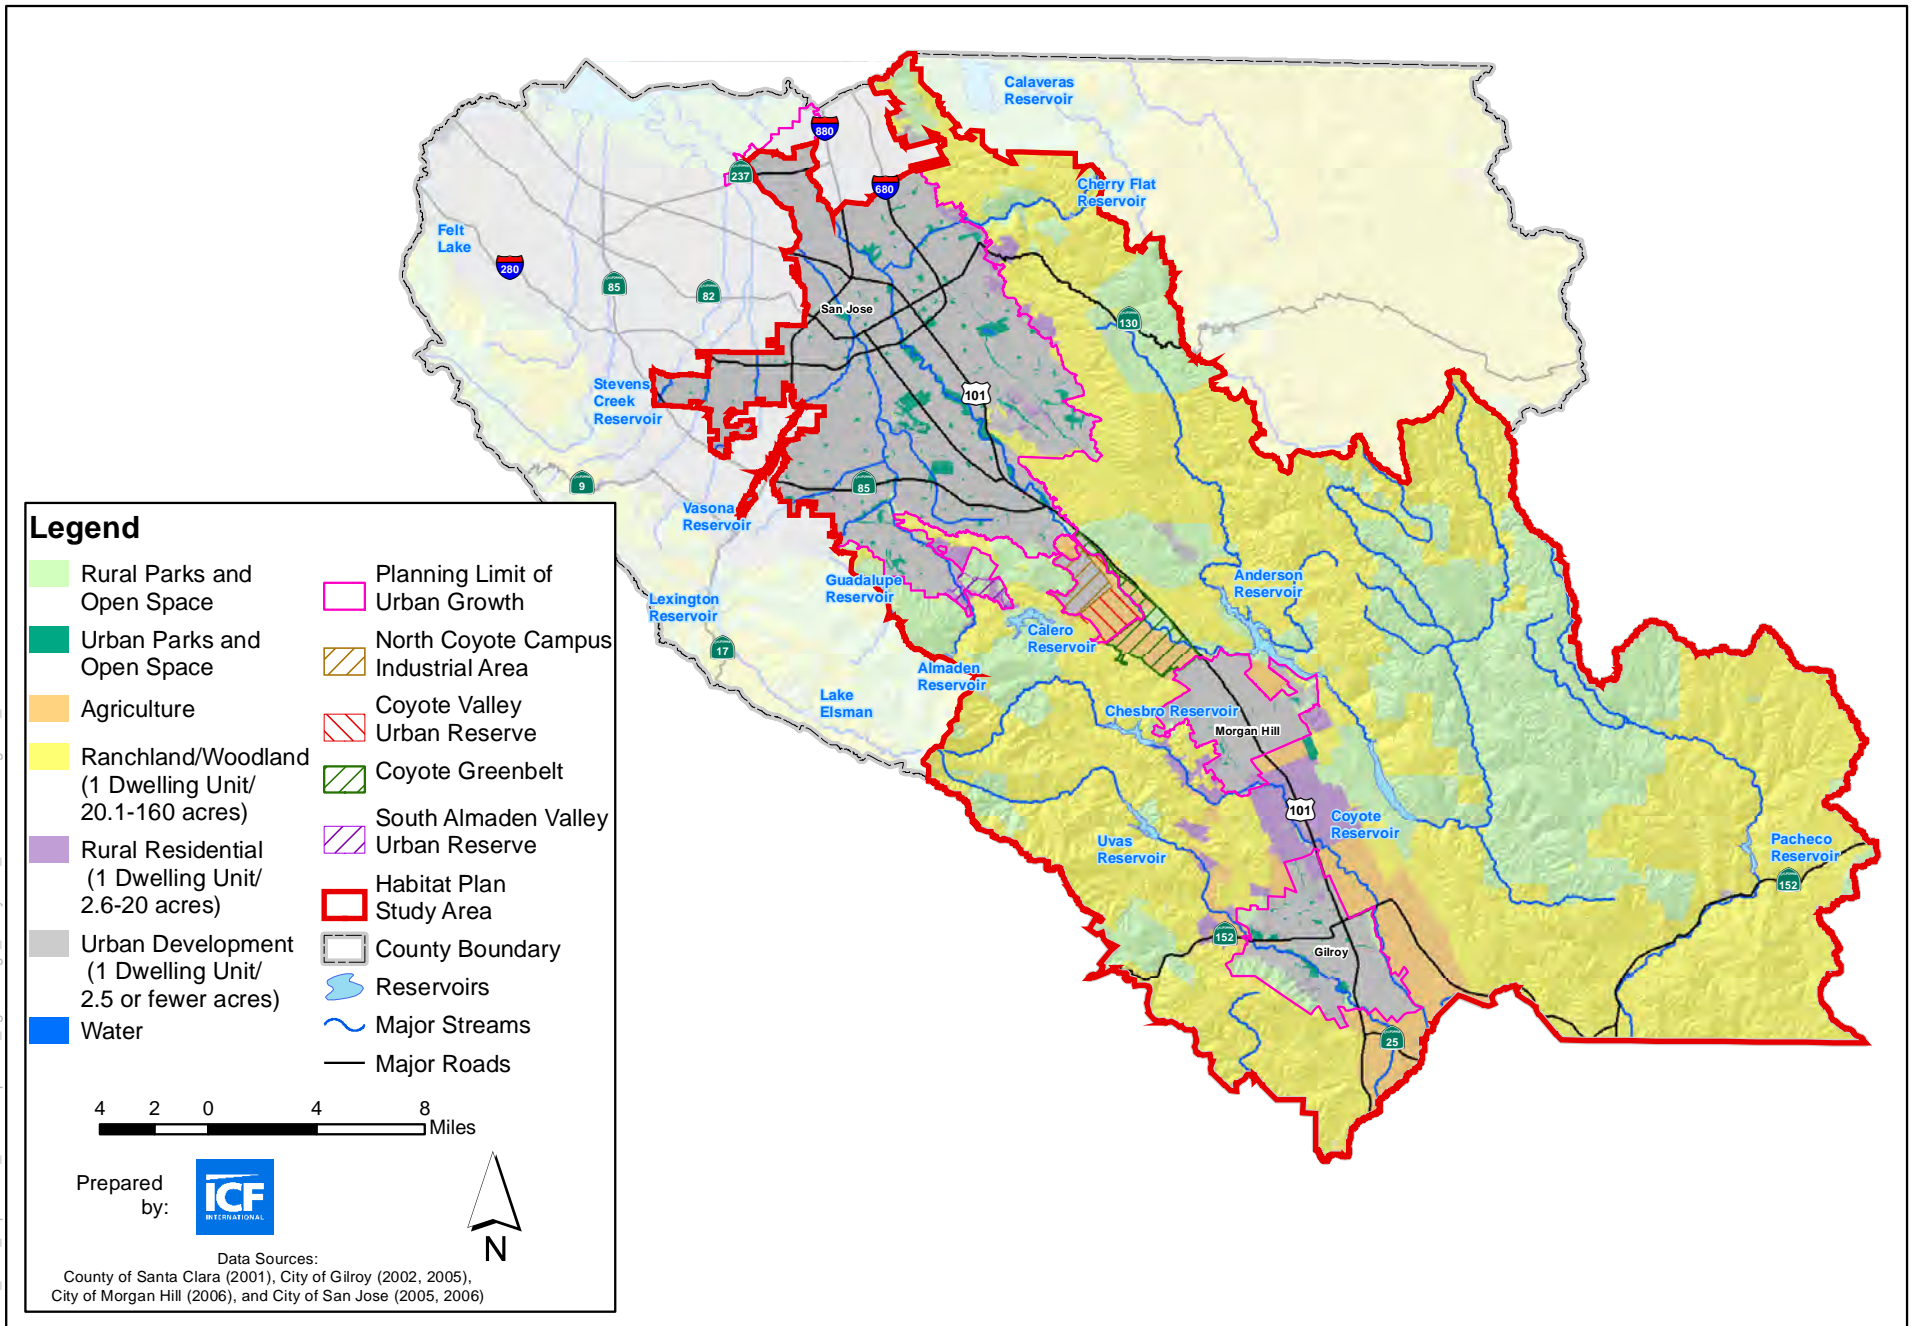 Calaveras
Reservoir
880
237
680
Cherry Flat
Reservoir
Felt
Lake
280
85
82
San Jose
130
Stevens
Creek
Reservoir
101
9
85
Vasona
Reservoir
Guadalupe
Reservoir
Anderson
Reservoir
Lexington
Reservoir
Calero
Reservoir
17
Almaden
Reservoir
Lake
Elsman
Chesbro Reservoir
Morgan Hill
101
Coyote
Reservoir
Uvas
Reservoir
Pacheco
Reservoir
152
152
Gilroy
25
Legend
Rural Parks and
Open Space
Urban Parks and
Open Space
Agriculture
Ranchland/Woodland
(1 Dwelling Unit/
20.1-160 acres)
Rural Residential
(1 Dwelling Unit/
2.6-20 acres)
Urban Development
(1 Dwelling Unit/
2.5 or fewer acres)
Water
Planning Limit of
Urban Growth
North Coyote Campus
Industrial Area
Coyote Valley
Urban Reserve
Coyote Greenbelt
South Almaden Valley
Urban Reserve
Habitat Plan
Study Area
County Boundary
Reservoirs
Major Streams
Major Roads
4 2 0 4 8
Miles
Prepared
by:
ICF
INTERNATIONAL
N
Data Sources:
County of Santa Clara (2001), City of Gilroy (2002, 2005),
City of Morgan Hill (2006), and City of San Jose (2005, 2006)